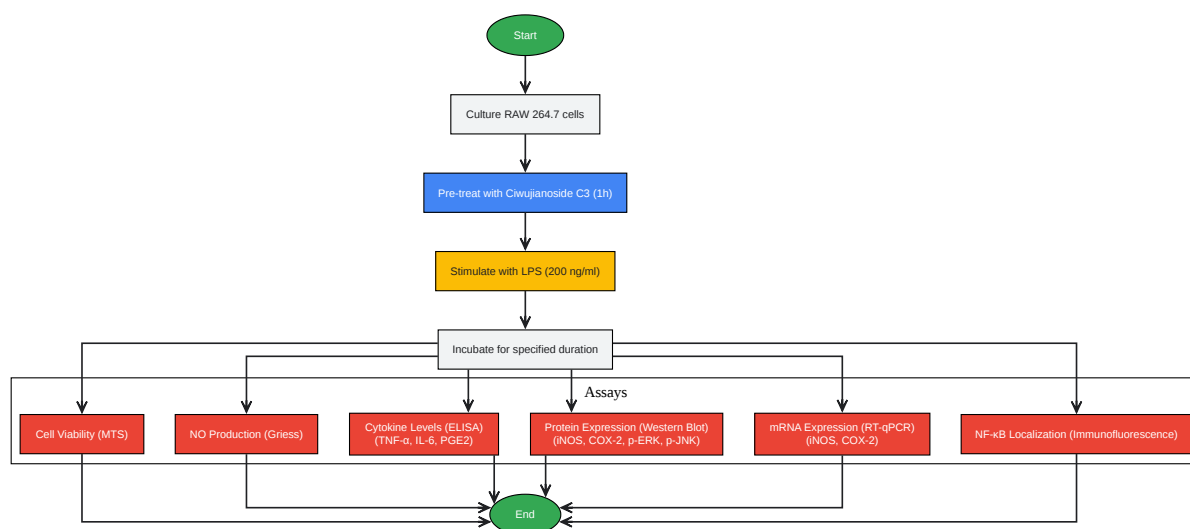 Start
Culture RAW 264.7 cells
Pre-treat with Ciwujianoside C3 (1h)
Stimulate with LPS (200 ng/ml)
Incubate for specified duration
Assays
Cell Viability (MTS)
NO Production (Griess)
Cytokine Levels (ELISA)
(TNF-α, IL-6, PGE2)
Protein Expression (Western Blot)
(iNOS, COX-2, p-ERK, p-JNK)
mRNA Expression (RT-qPCR)
(iNOS, COX-2)
NF-κB Localization (Immunofluorescence)
End